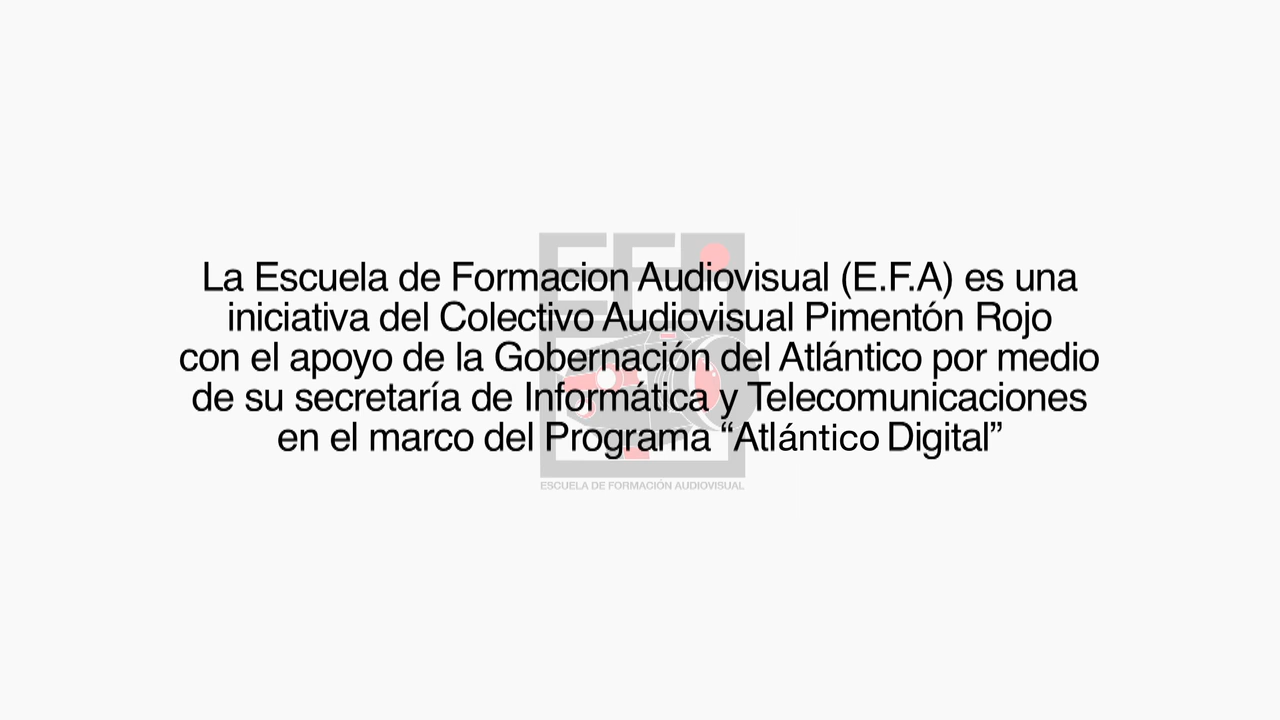 La Escuela de Formacion Audiovisual (E.F.A) es una
iniciativa del Colectivo Audiovisual Pimentón Rojo
con el apoyo de la Gobernación del Atlántico por medio
de su secretaría de Informática y Telecomunicaciones
en el marco del Programa “Atlántico Digital”
ESCUELA DE FORMACIÓN AUDIOVISUAL